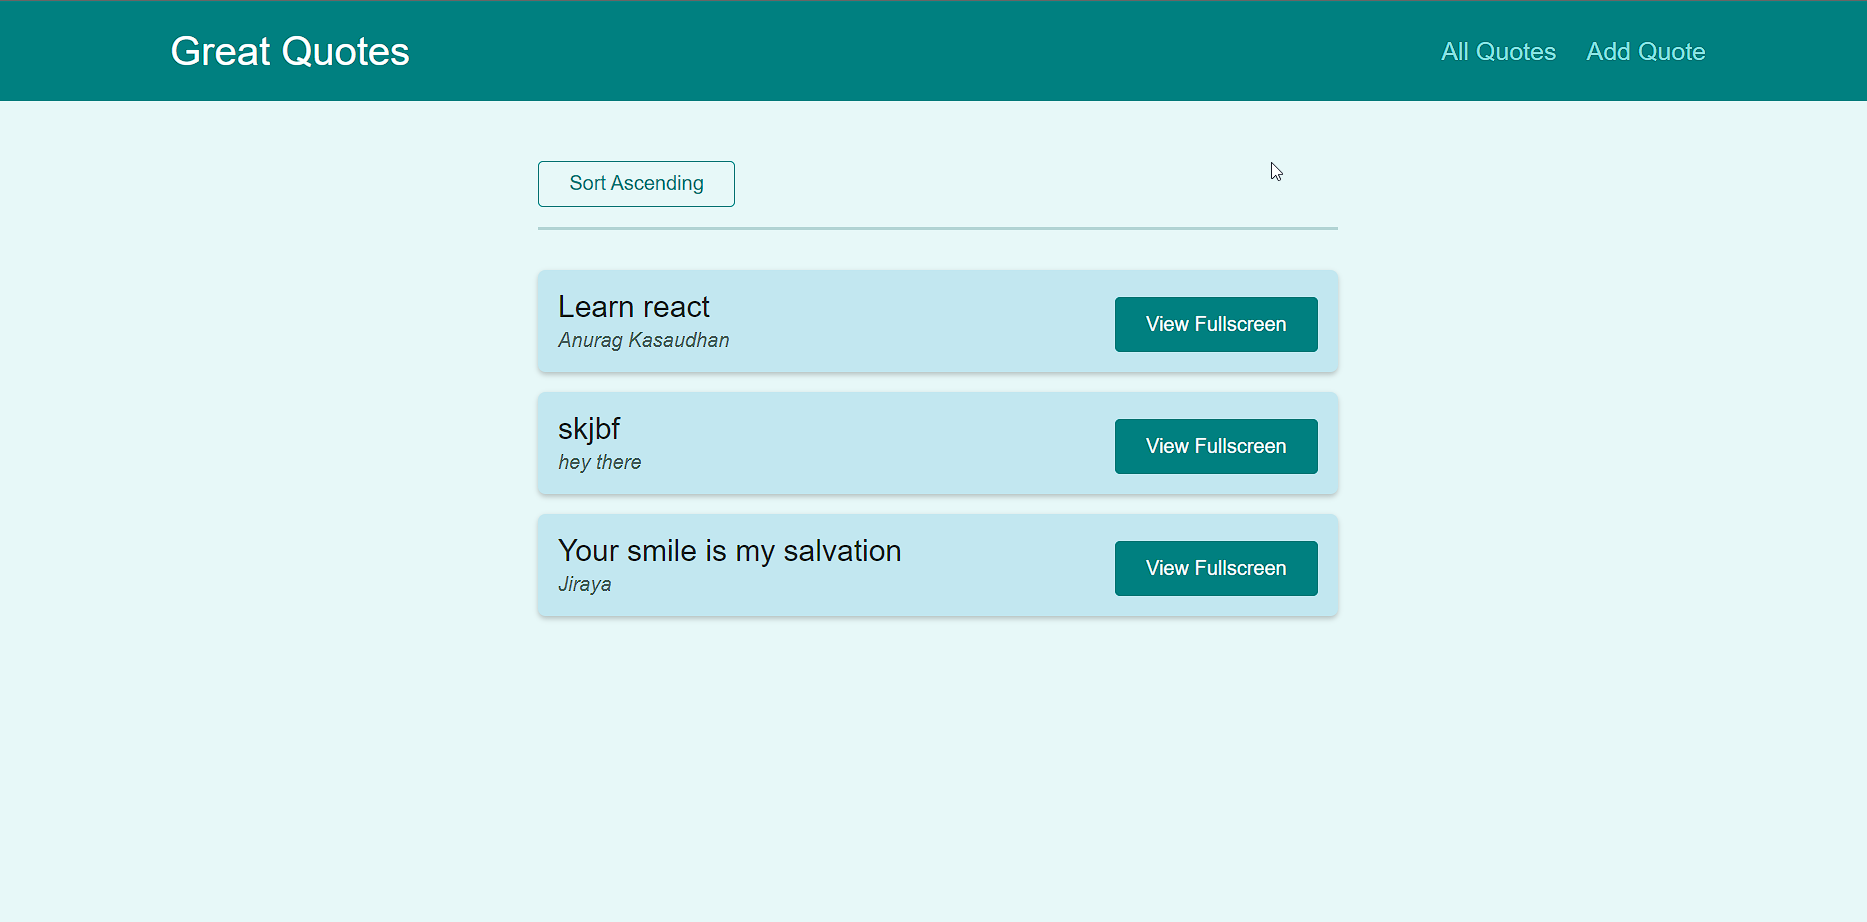 Great Quotes
All Quotes
Add Quote
Sort Ascending
Learn react
Anurag Kasaudhan
View Fullscreen
skjbf
hey there
View Fullscreen
Your smile is my salvation
Jiraya
View Fullscreen